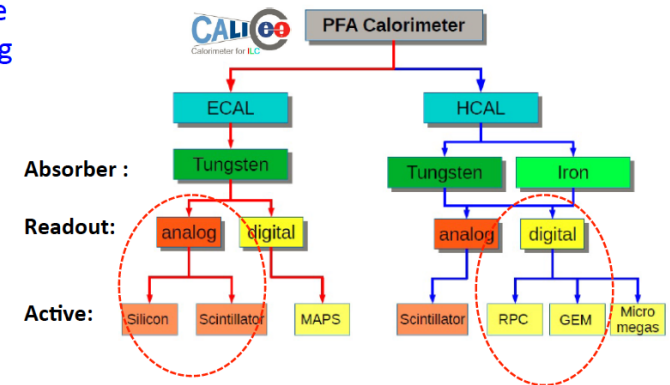 e
g
CALICE
Calorimeter for ILC
PFA Calorimeter
ECAL
HCAL
Absorber :
Tungsten
Tungsten
Iron
Readout:
analog
digital
analog
digital
Active:
Silicon
Scintillator
MAPS
Scintillator
RPC
GEM
Micro
megas